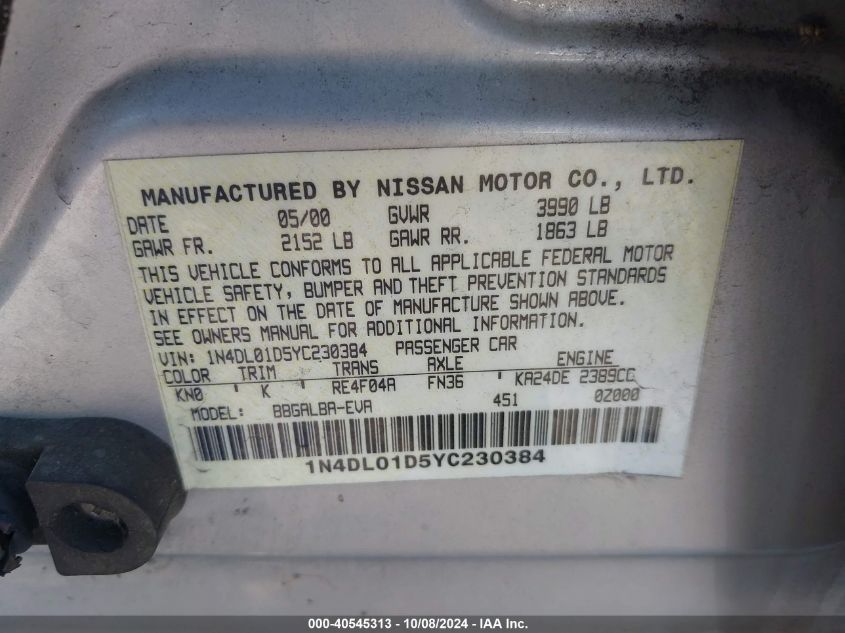 MANUFACTURED BY NISSAN MOTOR CO., LTD.
DATE 05/00 GVWR 3990 LB
GAWR FR. 2152 LB GAWR RR. 1863 LB
THIS VEHICLE CONFORMS TO ALL APPLICABLE FEDERAL MOTOR
VEHICLE SAFETY, BUMPER AND THEFT PREVENTION STANDARDS
IN EFFECT ON THE DATE OF MANUFACTURE SHOWN ABOVE.
SEE OWNERS MANUAL FOR ADDITIONAL INFORMATION.
VIN: 1N4DL01D5YC230384 PASSENGER CAR
COLOR TRIM TRANS AXLE ENGINE
KN0 ' K RE4F04A FN36 ' KA24DE 2389CC
MODEL: BBGALBA-EVA 451 0Z000
1N4DL01D5YC230384
000-40545313 - 10/08/2024 - IAA Inc.